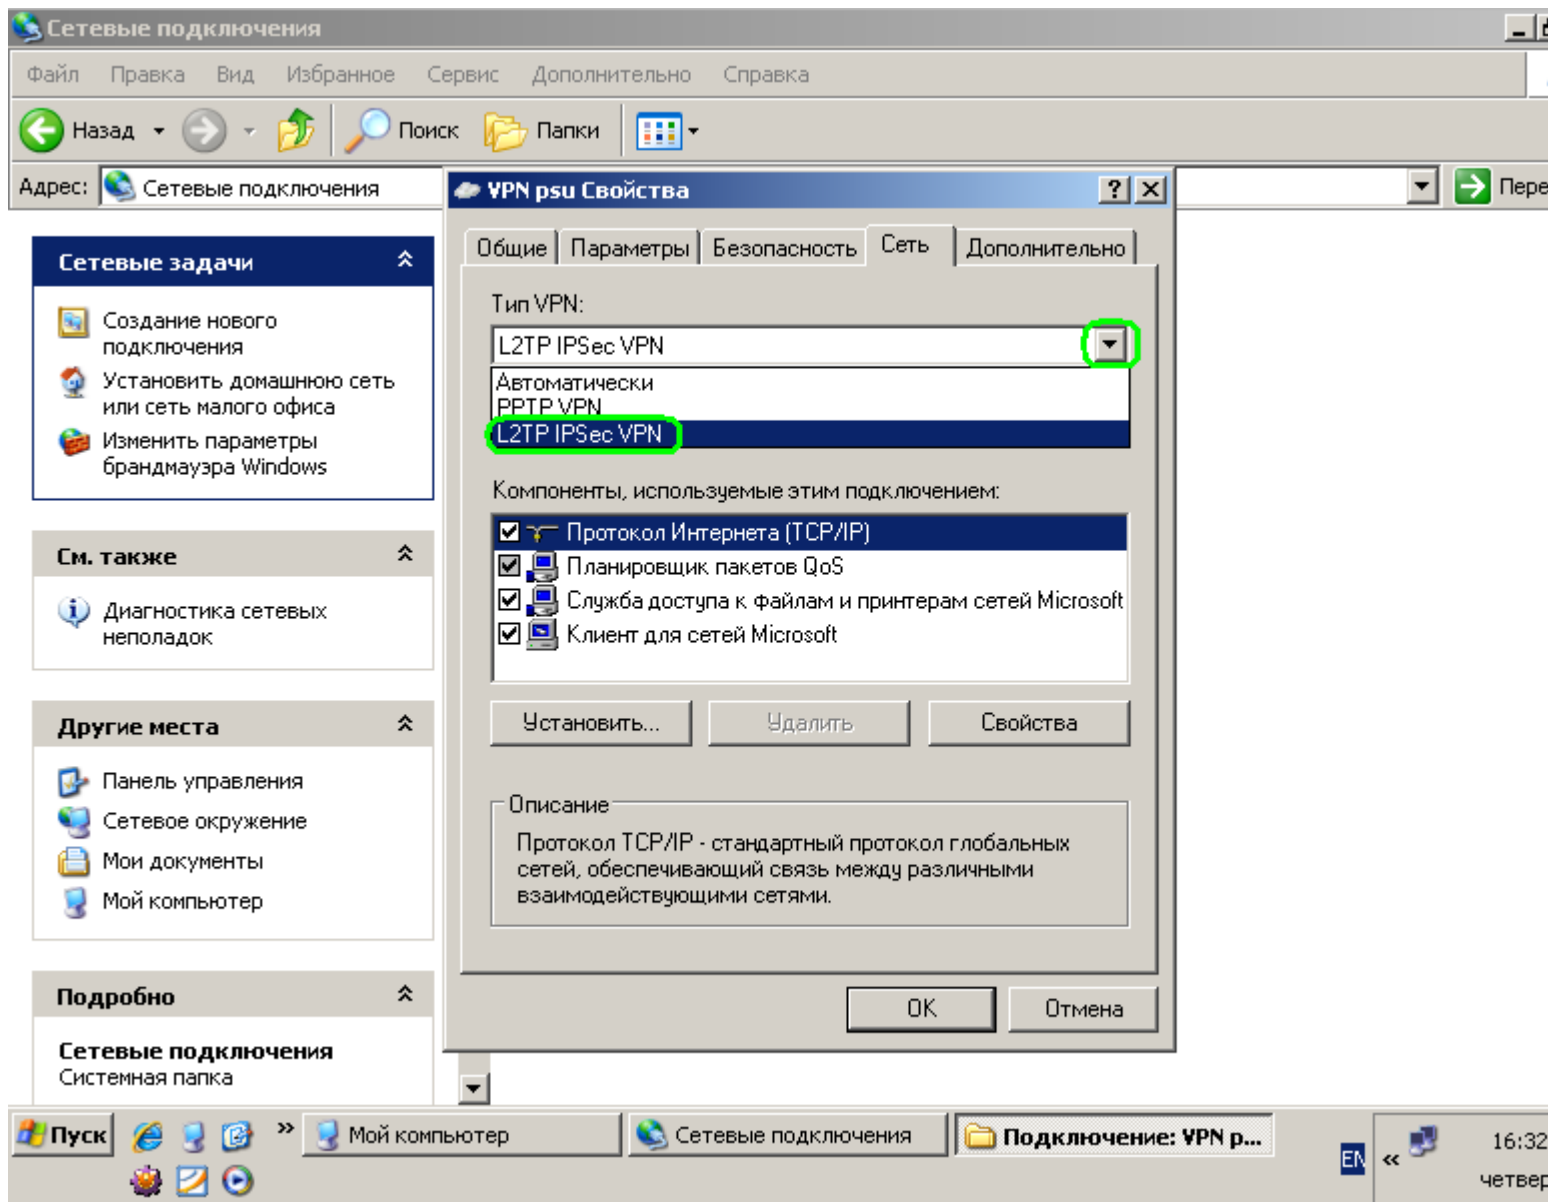 Сетевые подключения
Файл Правка Вид Избранное Сервис Дополнительно Справка
Назад Поиск Папки
Адрес: Сетевые подключения
Сетевые задачи
Создание нового
подключения
Установить домашнюю сеть
или сеть малого офиса
Изменить параметры
брандмауэра Windows
См. также
Диагностика сетевых
неполадок
Другие места
Панель управления
Сетевое окружение
Мои документы
Мой компьютер
Подробно
Сетевые подключения
Системная папка
VPN psu Свойства
Общие Параметры Безопасность Сеть Дополнительно
Тип VPN:
L2TP IPSec VPN
Автоматически
PPTP VPN
L2TP IPSec VPN
Компоненты, используемые этим подключением:
Протокол Интернета (TCP/IP)
Планировщик пакетов QoS
Служба доступа к файлам и принтерам сетей Microsoft
Клиент для сетей Microsoft
Установить... Удалить Свойства
Описание
Протокол TCP/IP - стандартный протокол глобальных
сетей, обеспечивающий связь между различными
взаимодействующими сетями.
OK Отмена
Пуск » Мой компьютер Сетевые подключения Подключение: VPN p... EN « 16:32